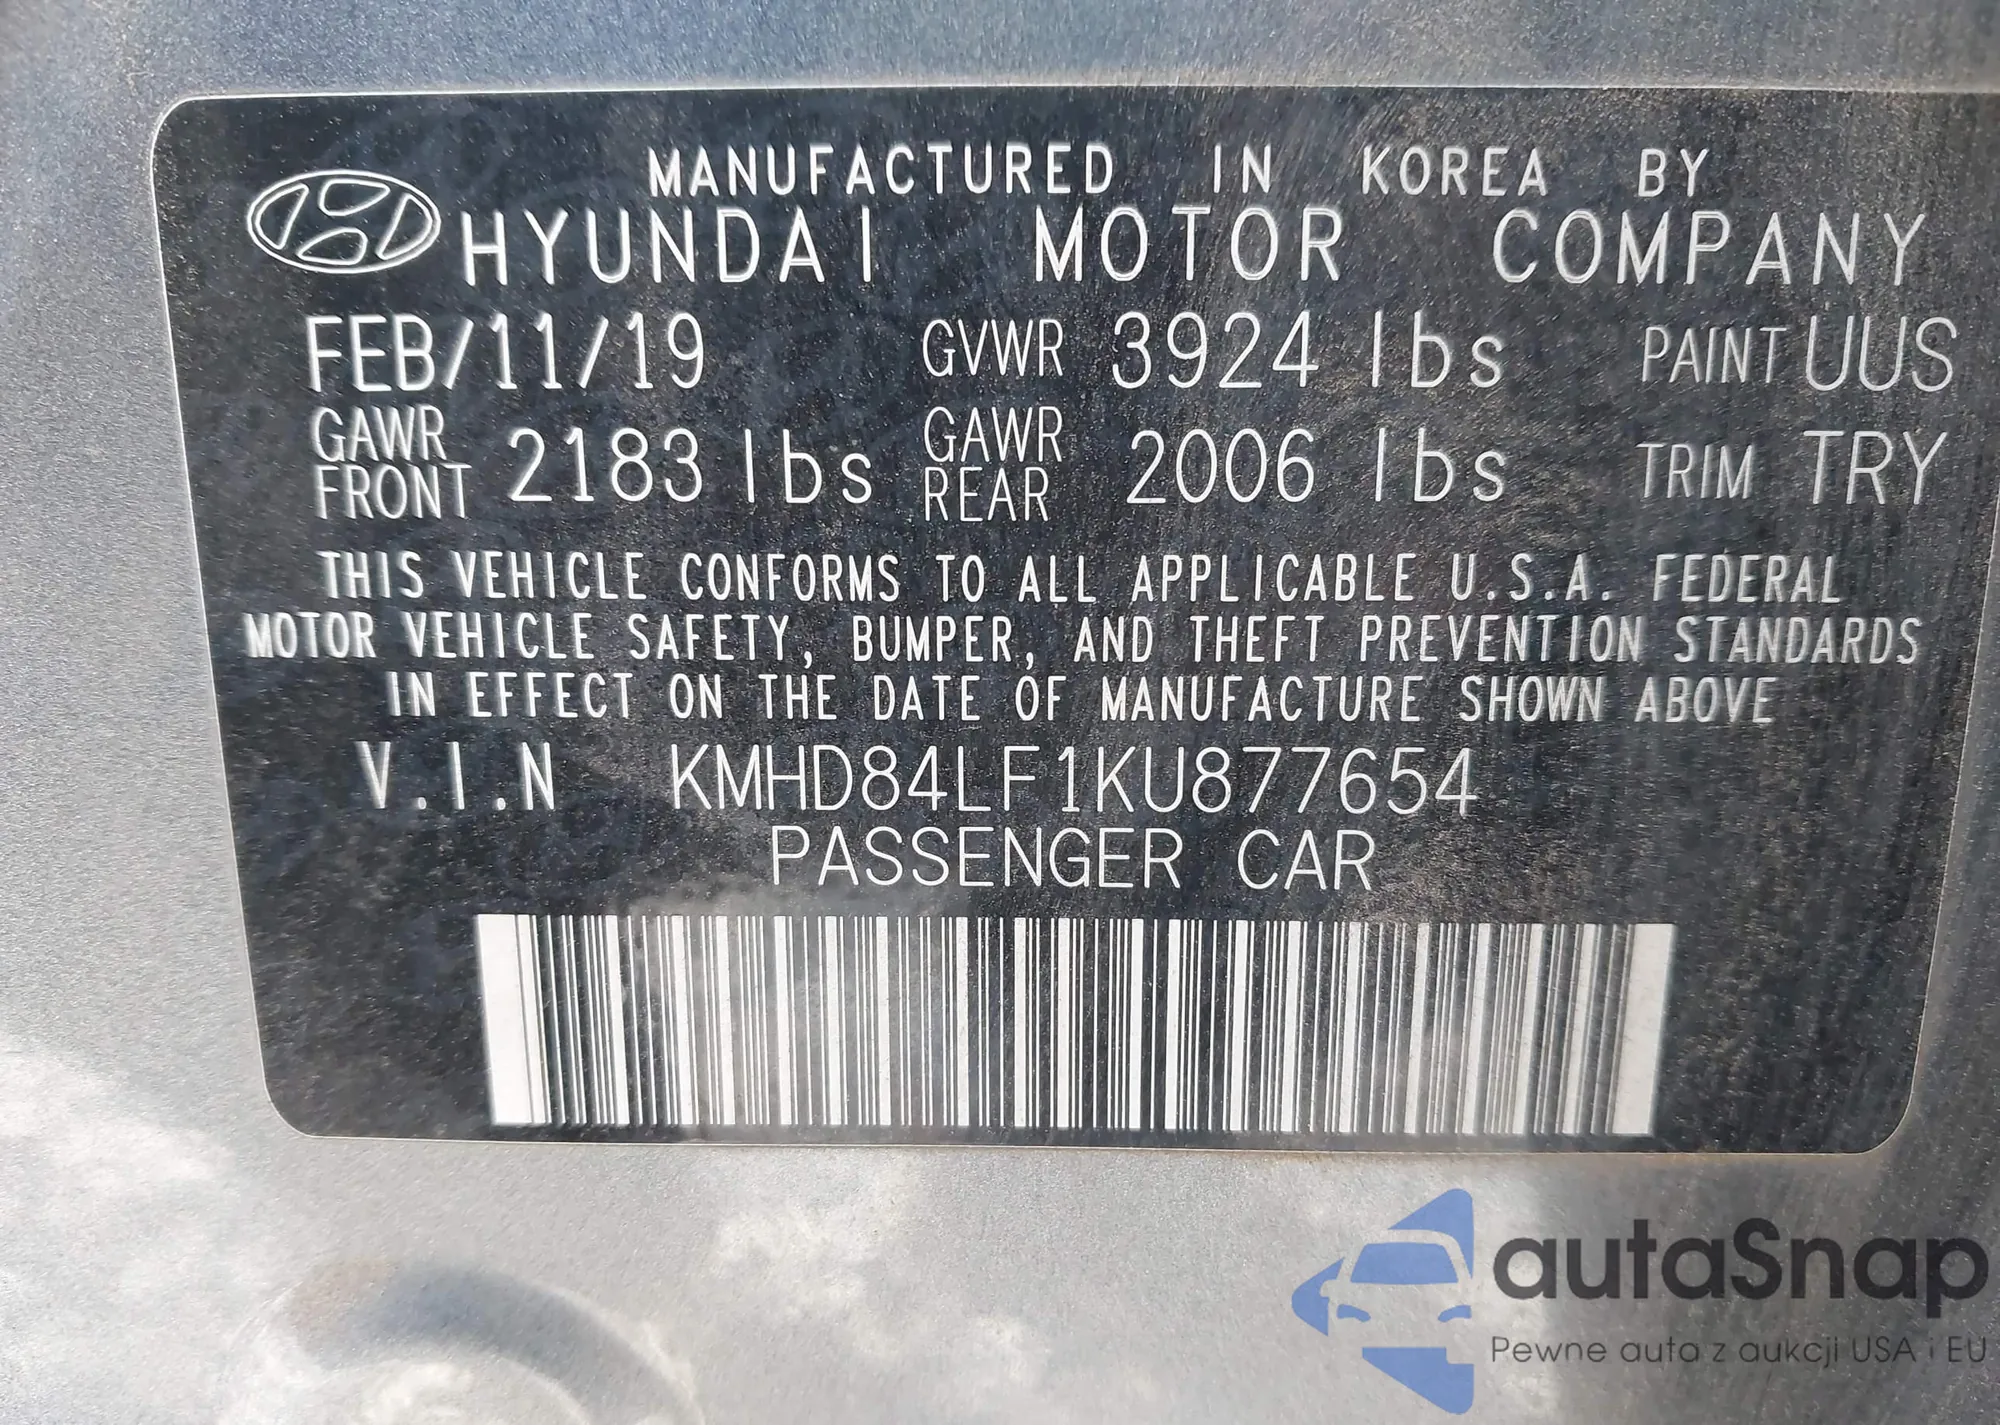 MANUFACTURED IN KOREA BY
HYUNDAI MOTOR COMPANY
FEB/11/19 GVWR 3924 lbs PAINT UUS
GAWR FRONT 2183 lbs GAWR REAR 2006 lbs TRIM TRY
THIS VEHICLE CONFORMS TO ALL APPLICABLE U.S.A. FEDERAL
MOTOR VEHICLE SAFETY, BUMPER, AND THEFT PREVENTION STANDARDS
IN EFFECT ON THE DATE OF MANUFACTURE SHOWN ABOVE
V.I.N KMHD84LF1KU877654
PASSENGER CAR
autaSnap
Pewne auta z aukcji USA i EU